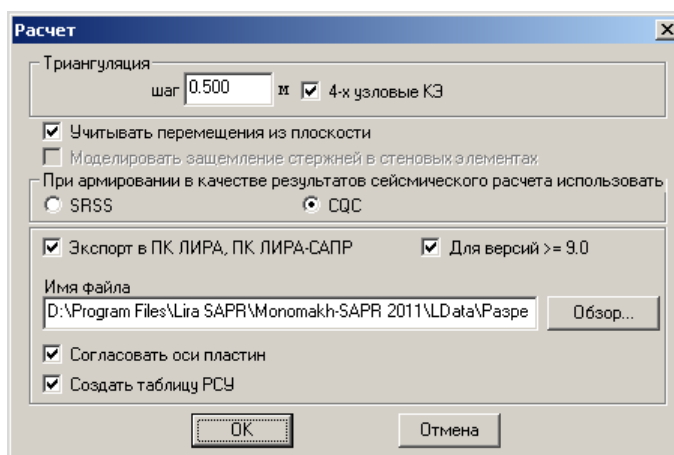 Расчет
Триангуляция
шаг 0.500 м 4-х узловые КЭ
Учитывать перемещения из плоскости
Моделировать защемление стержней в стеновых элементах
При армировании в качестве результатов сейсмического расчета использовать
SRSS CQC
Экспорт в ПК ЛИРА, ПК ЛИРА-САПР Для версий >= 9.0
Имя файла
D:\Program Files\Lira SAPR\Monomakh-SAPR 2011\LData\Разре Обзор...
Согласовать оси пластин
Создать таблицу РСУ
OK Отмена